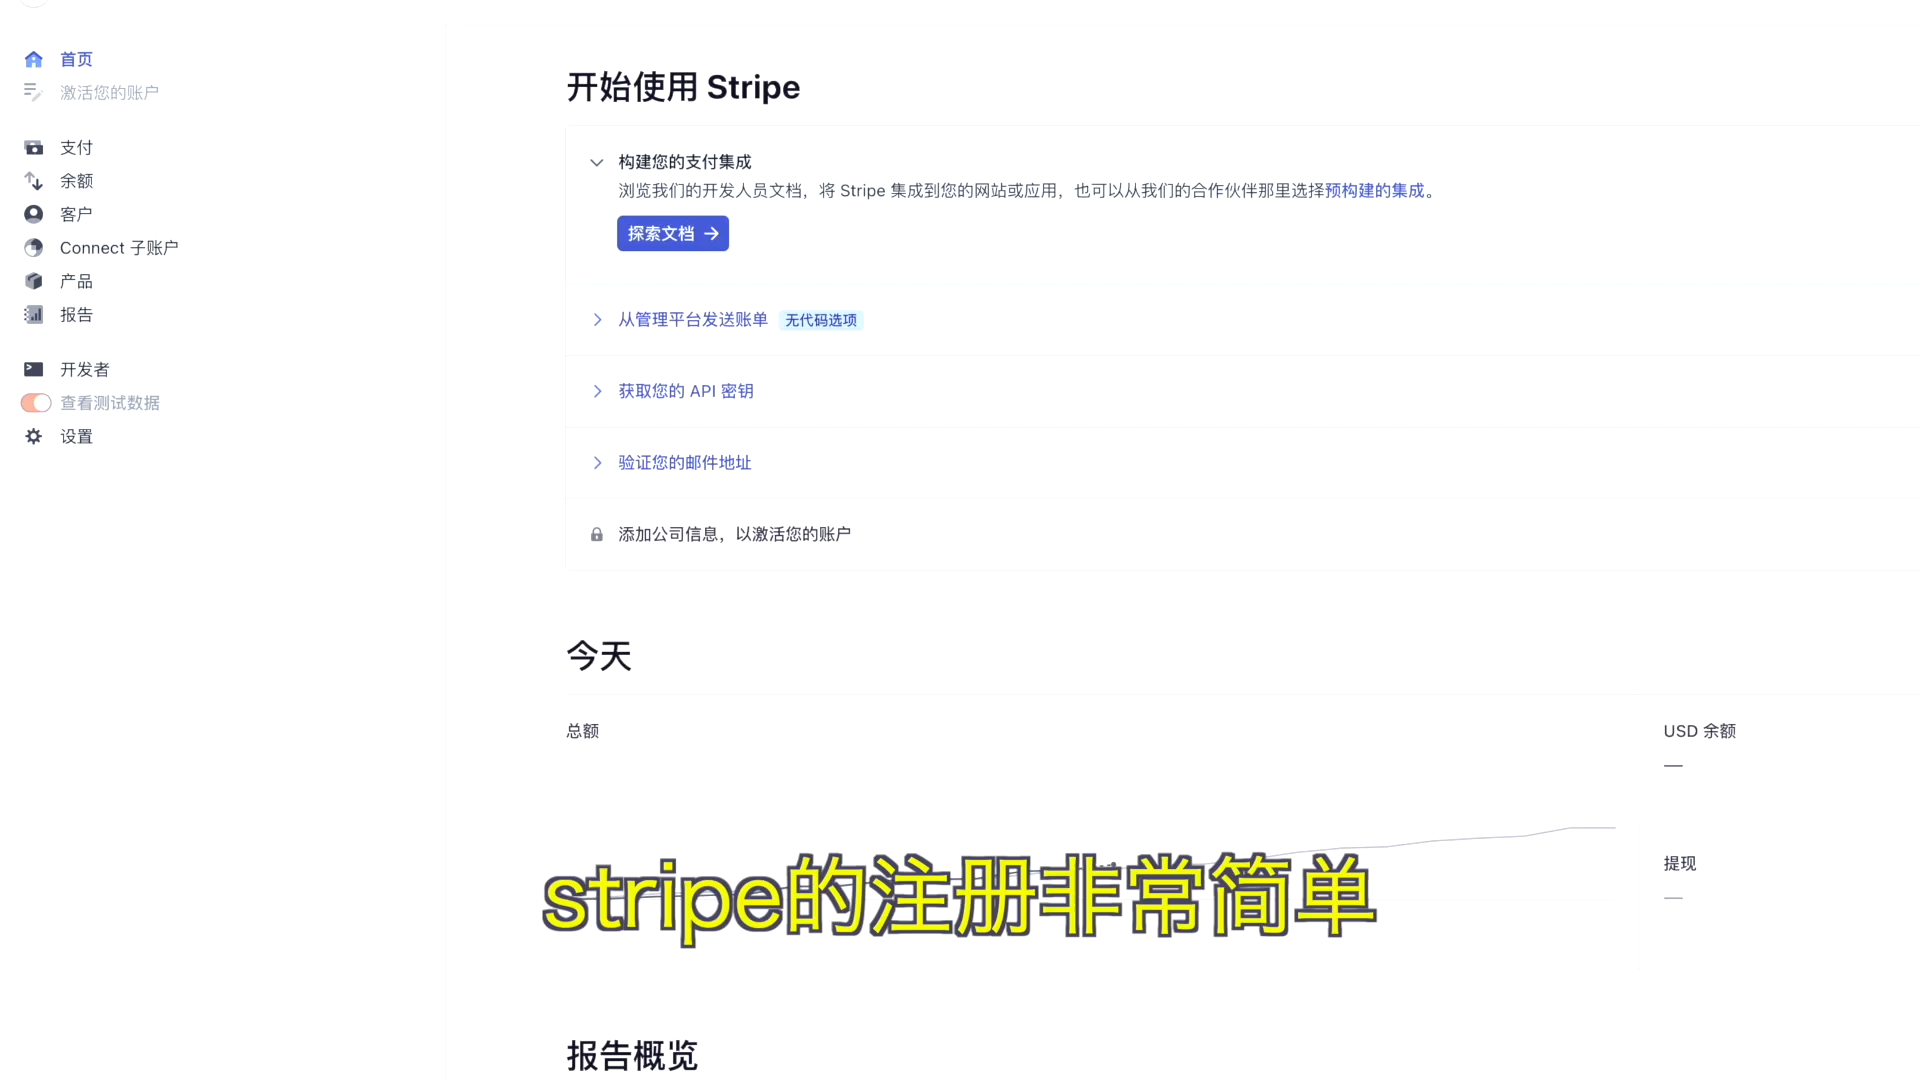 首页
激活您的账户
支付
余额
客户
Connect 子账户
产品
报告
开发者
查看测试数据
设置
开始使用 Stripe
构建您的支付集成
浏览我们的开发人员文档，将 Stripe 集成到您的网站或应用，也可以从我们的合作伙伴那里选择预构建的集成。
探索文档 →
从管理平台发送账单 无代码选项
获取您的 API 密钥
验证您的邮件地址
添加公司信息，以激活您的账户
今天
总额
USD 余额
—
提现
—
stripe的注册非常简单
报告概览